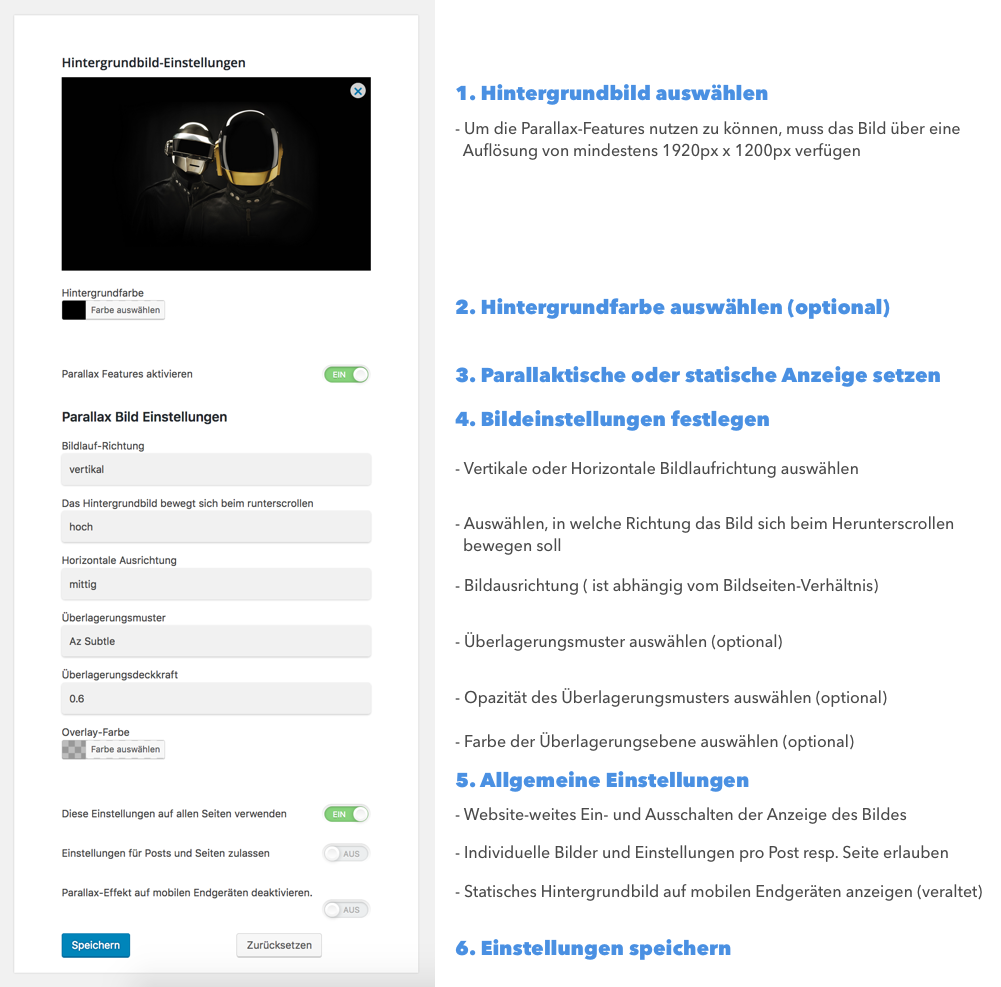 Hintergrundbild-Einstellungen
Hintergrundfarbe
Farbe auswählen
Parallax Features aktivieren
EIN
Parallax Bild Einstellungen
Bildlauf-Richtung
vertikal
Das Hintergrundbild bewegt sich beim runterscrollen
hoch
Horizontale Ausrichtung
mittig
Überlagerungsmuster
Az Subtle
Überlagerungsdeckkraft
0.6
Overlay-Farbe
Farbe auswählen
Diese Einstellungen auf allen Seiten verwenden
EIN
Einstellungen für Posts und Seiten zulassen
AUS
Parallax-Effekt auf mobilen Endgeräten deaktivieren.
AUS
Speichern
Zurücksetzen
1. Hintergrundbild auswählen
- Um die Parallax-Features nutzen zu können, muss das Bild über eine
Auflösung von mindestens 1920px x 1200px verfügen
2. Hintergrundfarbe auswählen (optional)
3. Parallaktische oder statische Anzeige setzen
4. Bildeinstellungen festlegen
- Vertikale oder Horizontale Bildlaufrichtung auswählen
- Auswählen, in welche Richtung das Bild sich beim Herunterscrollen
bewegen soll
- Bildausrichtung ( ist abhängig vom Bildseiten-Verhältnis)
- Überlagerungsmuster auswählen (optional)
- Opazität des Überlagerungsmusters auswählen (optional)
- Farbe der Überlagerungsebene auswählen (optional)
5. Allgemeine Einstellungen
- Website-weites Ein- und Ausschalten der Anzeige des Bildes
- Individuelle Bilder und Einstellungen pro Post resp. Seite erlauben
- Statisches Hintergrundbild auf mobilen Endgeräten anzeigen (veraltet)
6. Einstellungen speichern